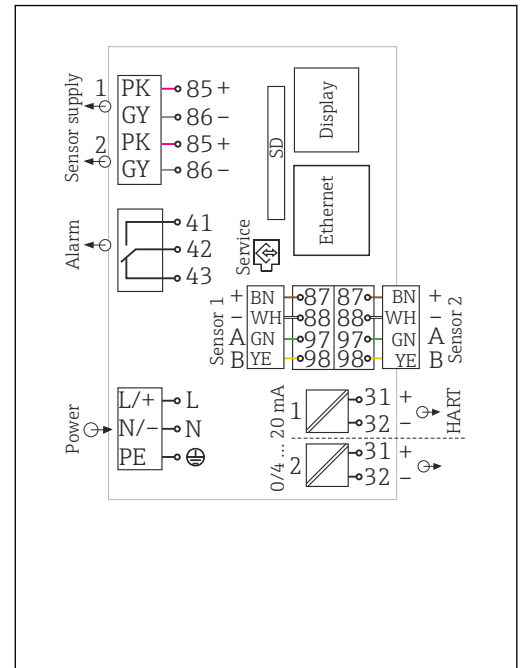 Sensor supply
1
PK
85 +
GY
86 –
2
PK
85 +
GY
86 –
Display
SD
Ethernet
Alarm
41
42
43
Service
Sensor 1
+ BN 87 87 BN +
– WH 88 88 WH –
A GN 97 97 GN A
B YE 98 98 YE B
Sensor 2
Power
L/+ L
N/– N
PE
0/4 ... 20 mA
1
31 +
32 –
HART
2
31 +
32 –